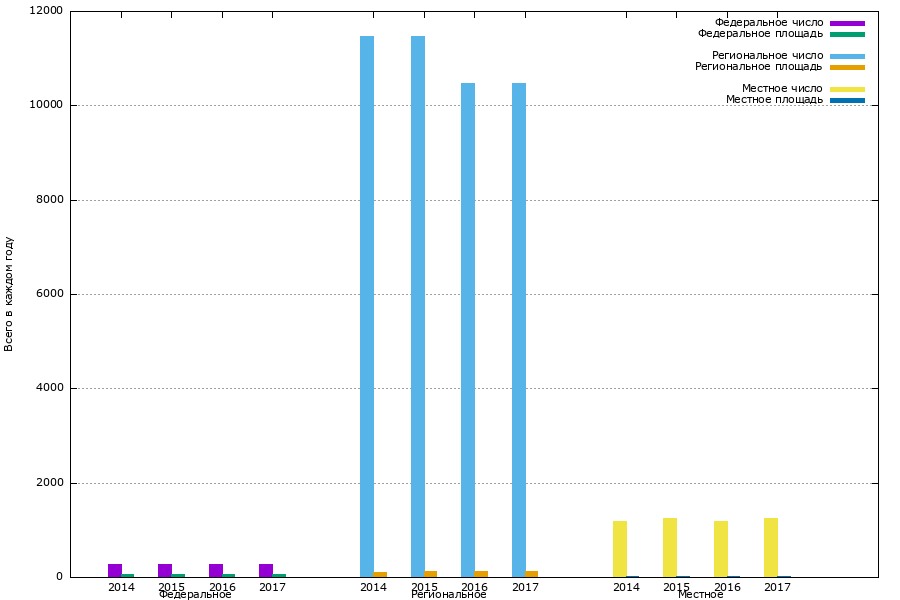 12000
10000
8000
6000
4000
2000
0
Всего в каждом году
Федеральное число
Федеральное площадь
Региональное число
Региональное площадь
Местное число
Местное площадь
2014 2015 2016 2017 2014 2015 2016 2017 2014 2015 2016 2017
Федеральное Региональное Местное